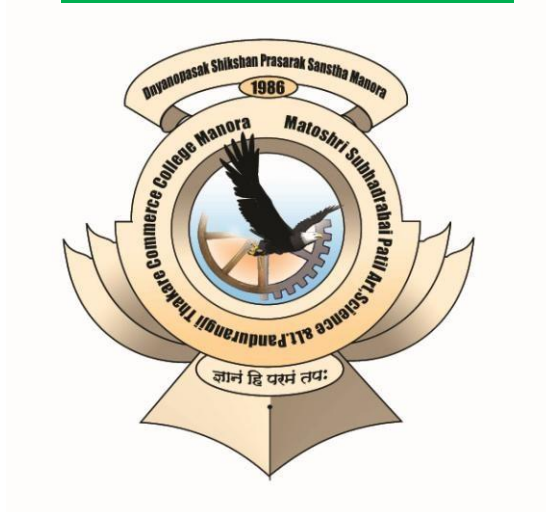 Dnyanopasak Shikshan Prasarak Sanstha Manora
1986
Matoshri Subhadrabai Patil Art.Science &Lt.Pandurangji Thakare Commerce College Manora
ज्ञानं हि परमं तपः